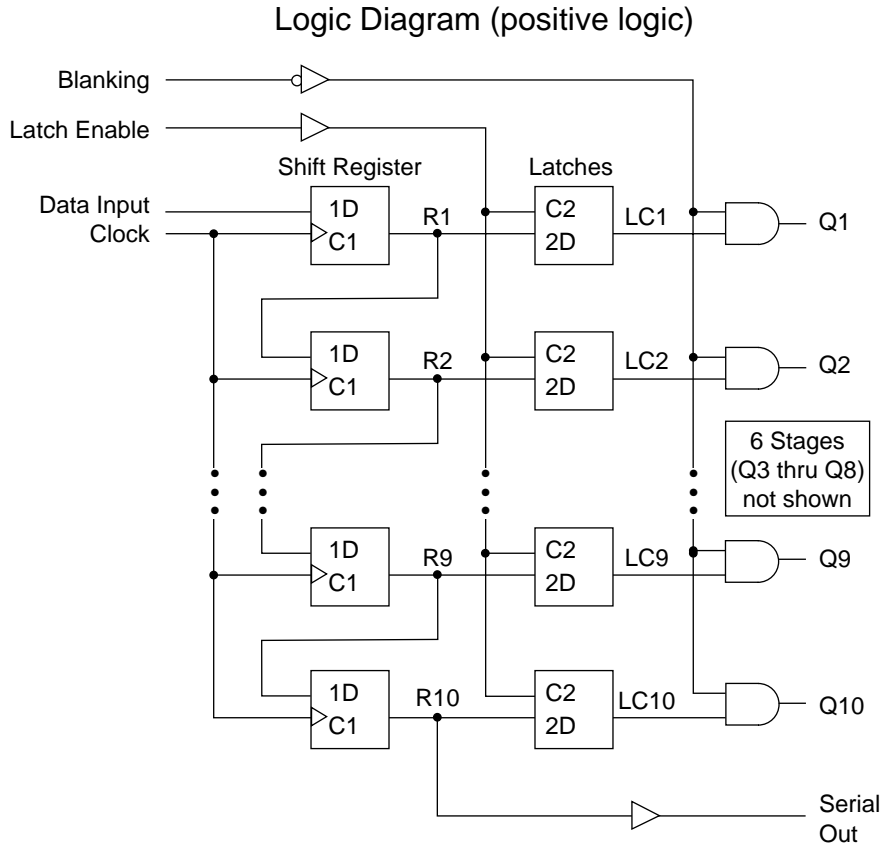 Logic Diagram (positive logic)
Blanking
Latch Enable
Shift Register
Latches
Data Input
Clock
1D
C1
R1
C2
2D
LC1
Q1
1D
C1
R2
C2
2D
LC2
Q2
6 Stages
(Q3 thru Q8)
not shown
1D
C1
R9
C2
2D
LC9
Q9
1D
C1
R10
C2
2D
LC10
Q10
Serial
Out